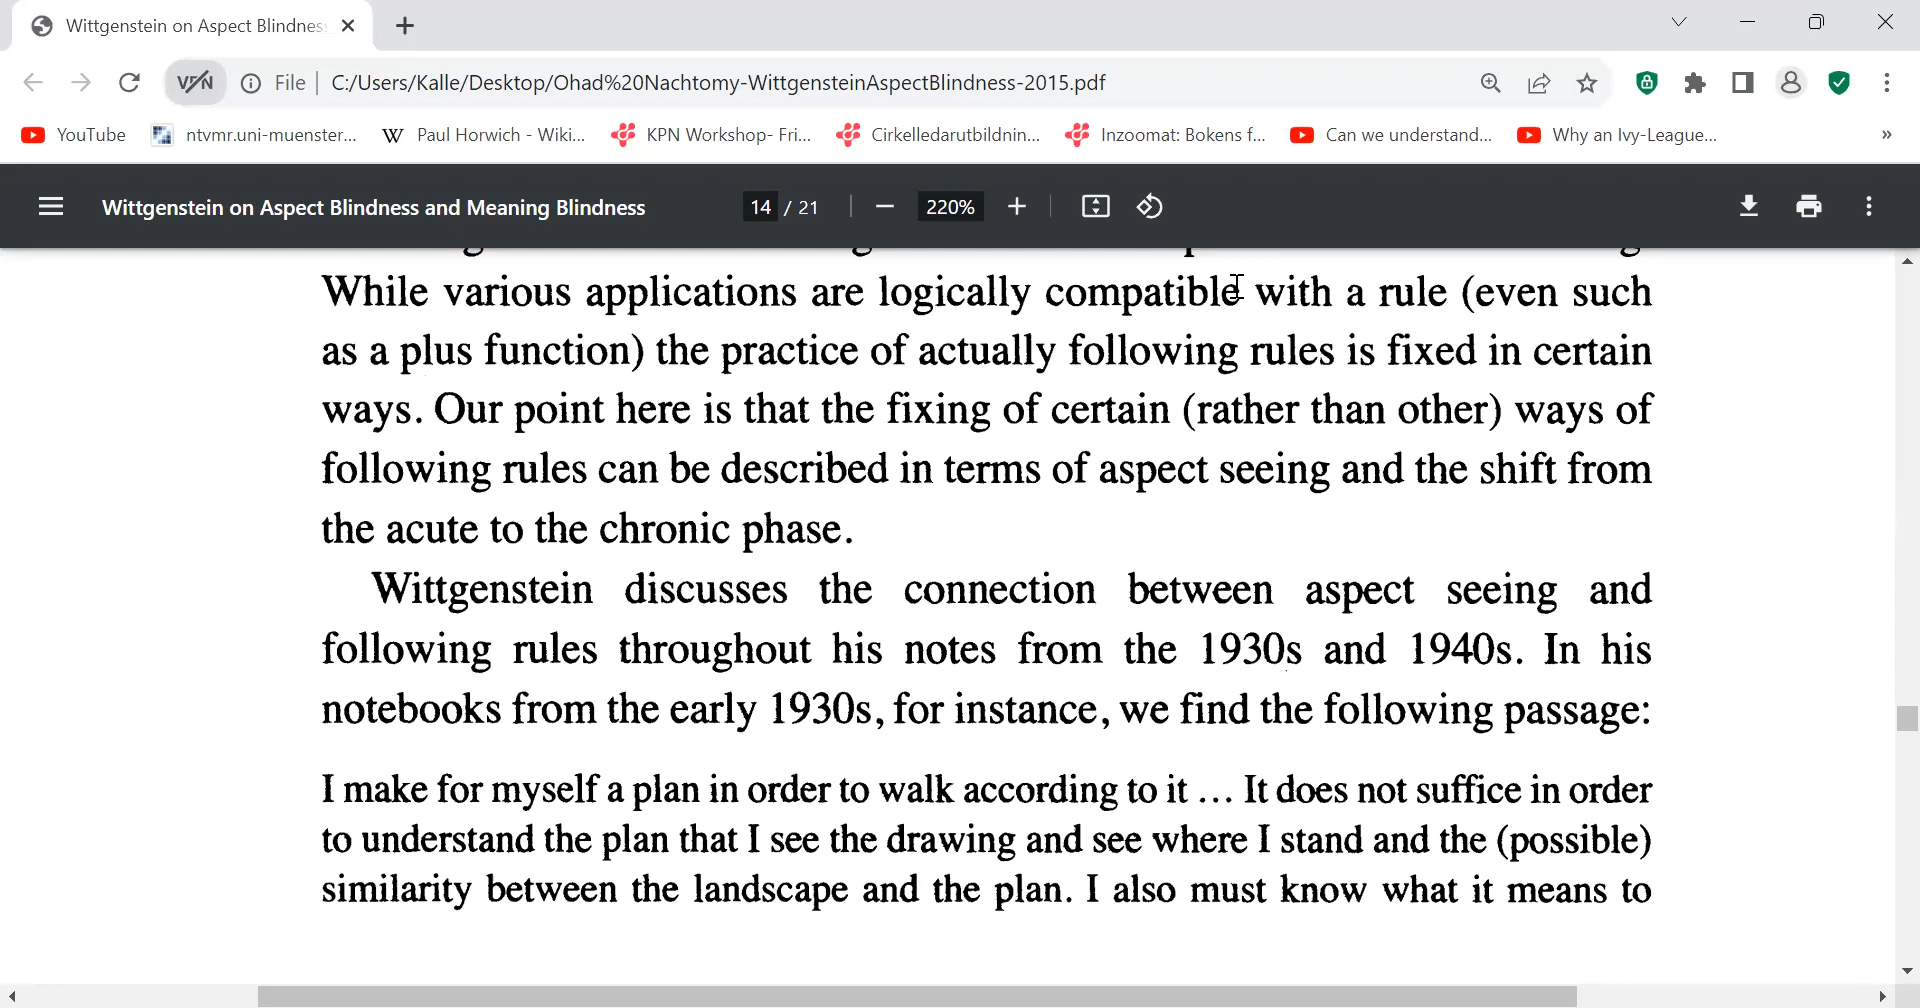 Wittgenstein on Aspect Blindnes
VPN File C:/Users/Kalle/Desktop/Ohad%20Nachtomy-WittgensteinAspectBlindness-2015.pdf
YouTube ntvmr.uni-muenster... W Paul Horwich - Wiki... KPN Workshop- Fri... Cirkelledarutbildnin... Inzoomat: Bokens f... Can we understand... Why an Ivy-League... »
Wittgenstein on Aspect Blindness and Meaning Blindness 14 / 21 220%
While various applications are logically compatible with a rule (even such
as a plus function) the practice of actually following rules is fixed in certain
ways. Our point here is that the fixing of certain (rather than other) ways of
following rules can be described in terms of aspect seeing and the shift from
the acute to the chronic phase.
Wittgenstein discusses the connection between aspect seeing and
following rules throughout his notes from the 1930s and 1940s. In his
notebooks from the early 1930s, for instance, we find the following passage:
I make for myself a plan in order to walk according to it ... It does not suffice in order
to understand the plan that I see the drawing and see where I stand and the (possible)
similarity between the landscape and the plan. I also must know what it means to